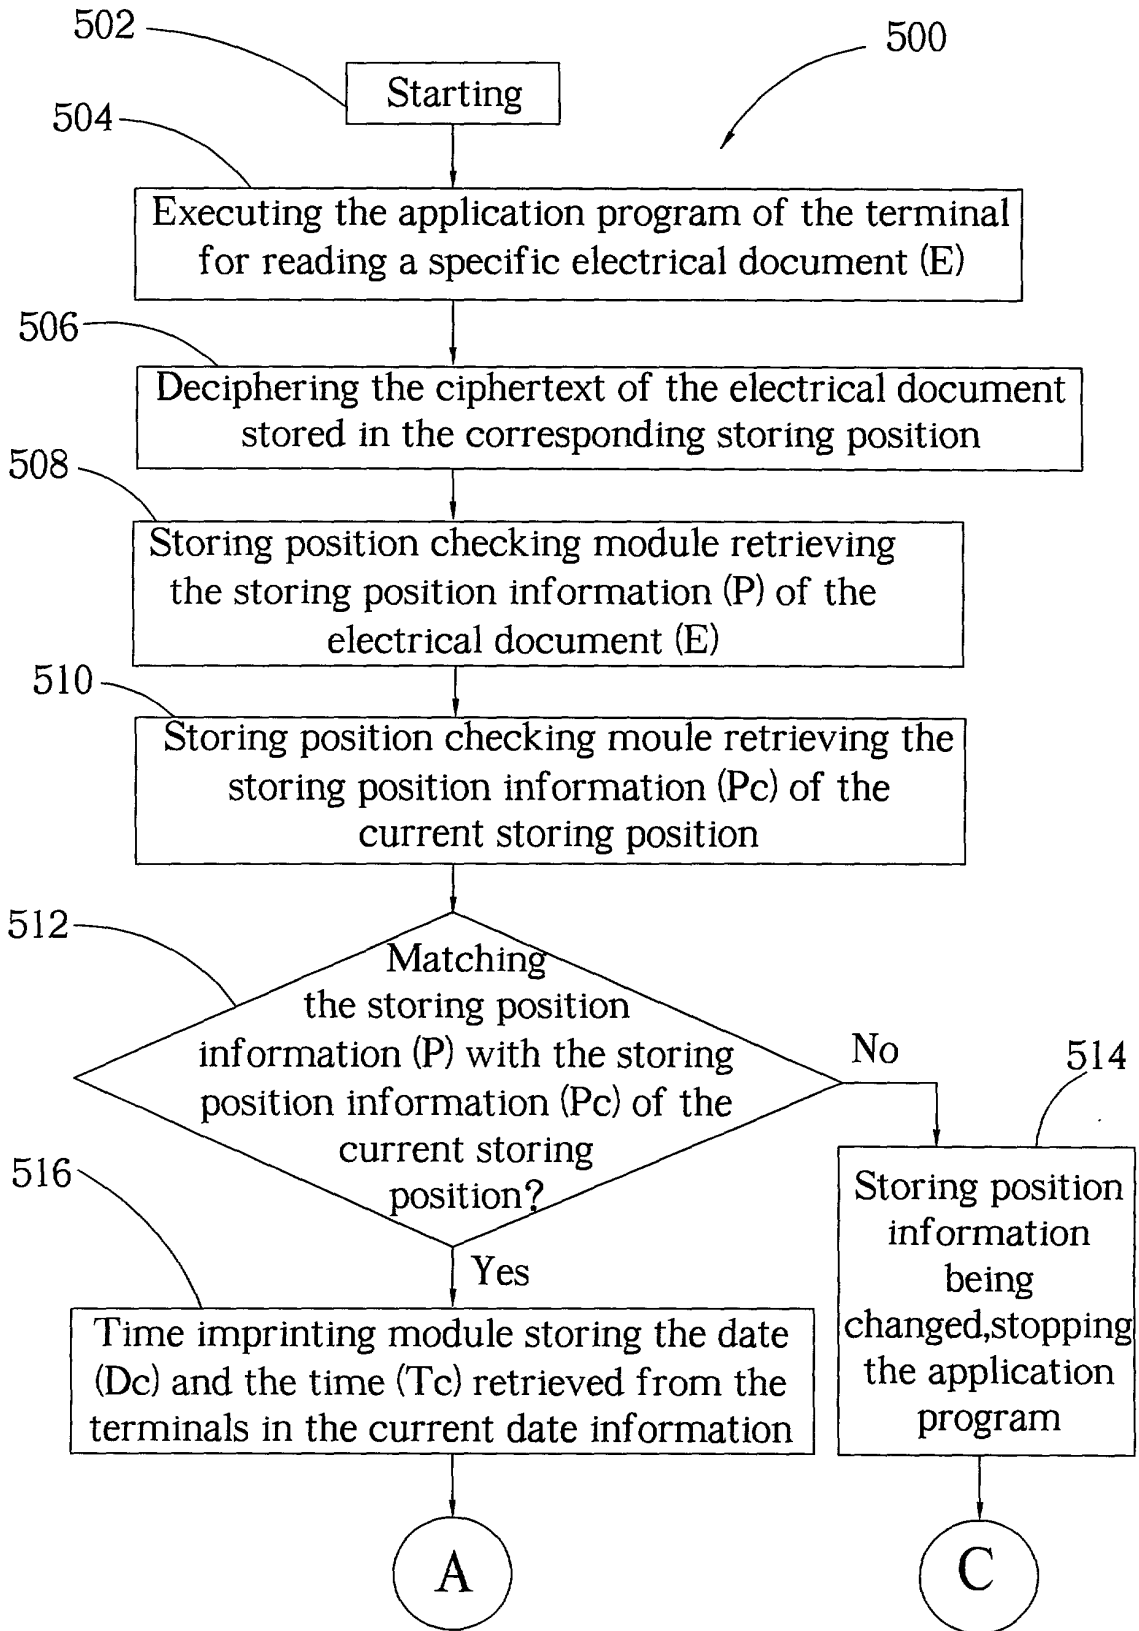 502
500
Starting
504
Executing the application program of the terminal
for reading a specific electrical document (E)
506
Deciphering the ciphertext of the electrical document
stored in the corresponding storing position
508
Storing position checking module retrieving
the storing position information (P) of the
electrical document (E)
510
Storing position checking moule retrieving the
storing position information (Pc) of the
current storing position
512
Matching
the storing position
information (P) with the storing
position information (Pc) of the
current storing
position?
No
514
Storing position
information
being
changed,stopping
the application
program
516
Yes
Time imprinting module storing the date
(Dc) and the time (Tc) retrieved from the
terminals in the current date information
A
C